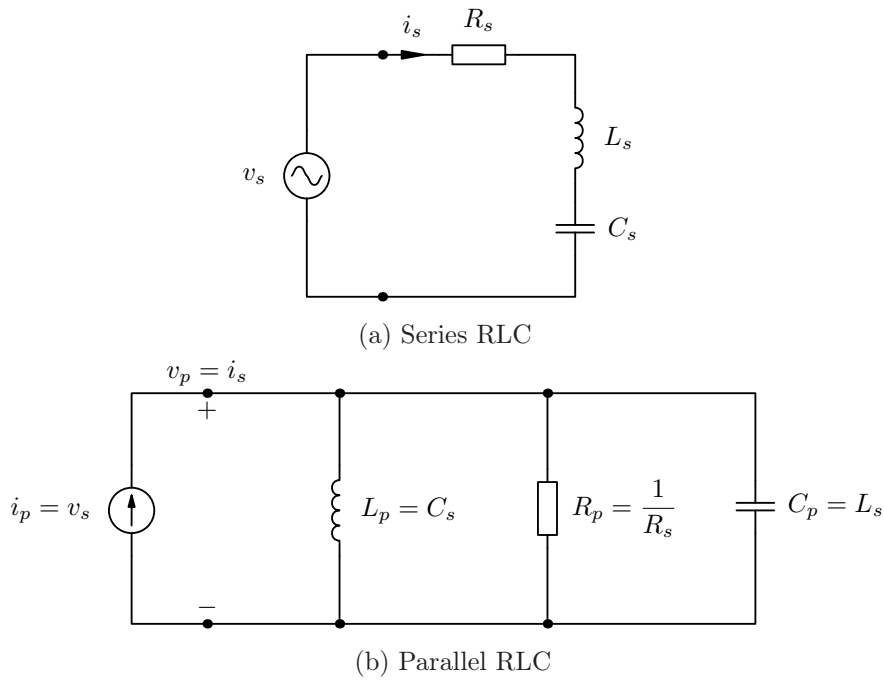 i_s
R_s
L_s
v_s
C_s
(a) Series RLC
v_p = i_s
+
i_p = v_s
L_p = C_s
R_p = 1/R_s
C_p = L_s
−
(b) Parallel RLC